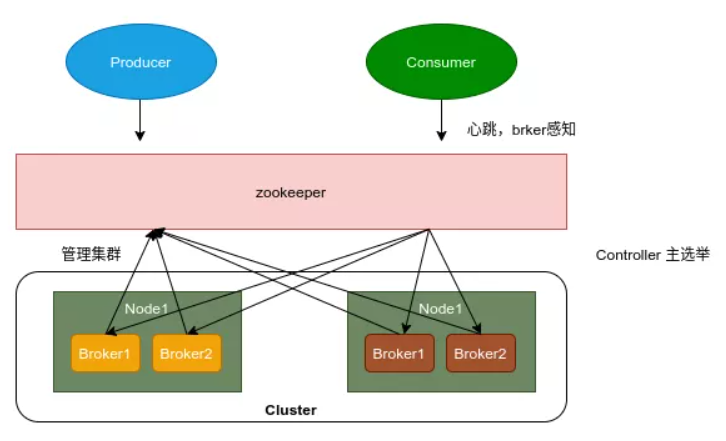 Producer
Consumer
心跳，brker感知
zookeeper
管理集群
Controller 主选举
Node1
Node1
Broker1
Broker2
Broker1
Broker2
Cluster